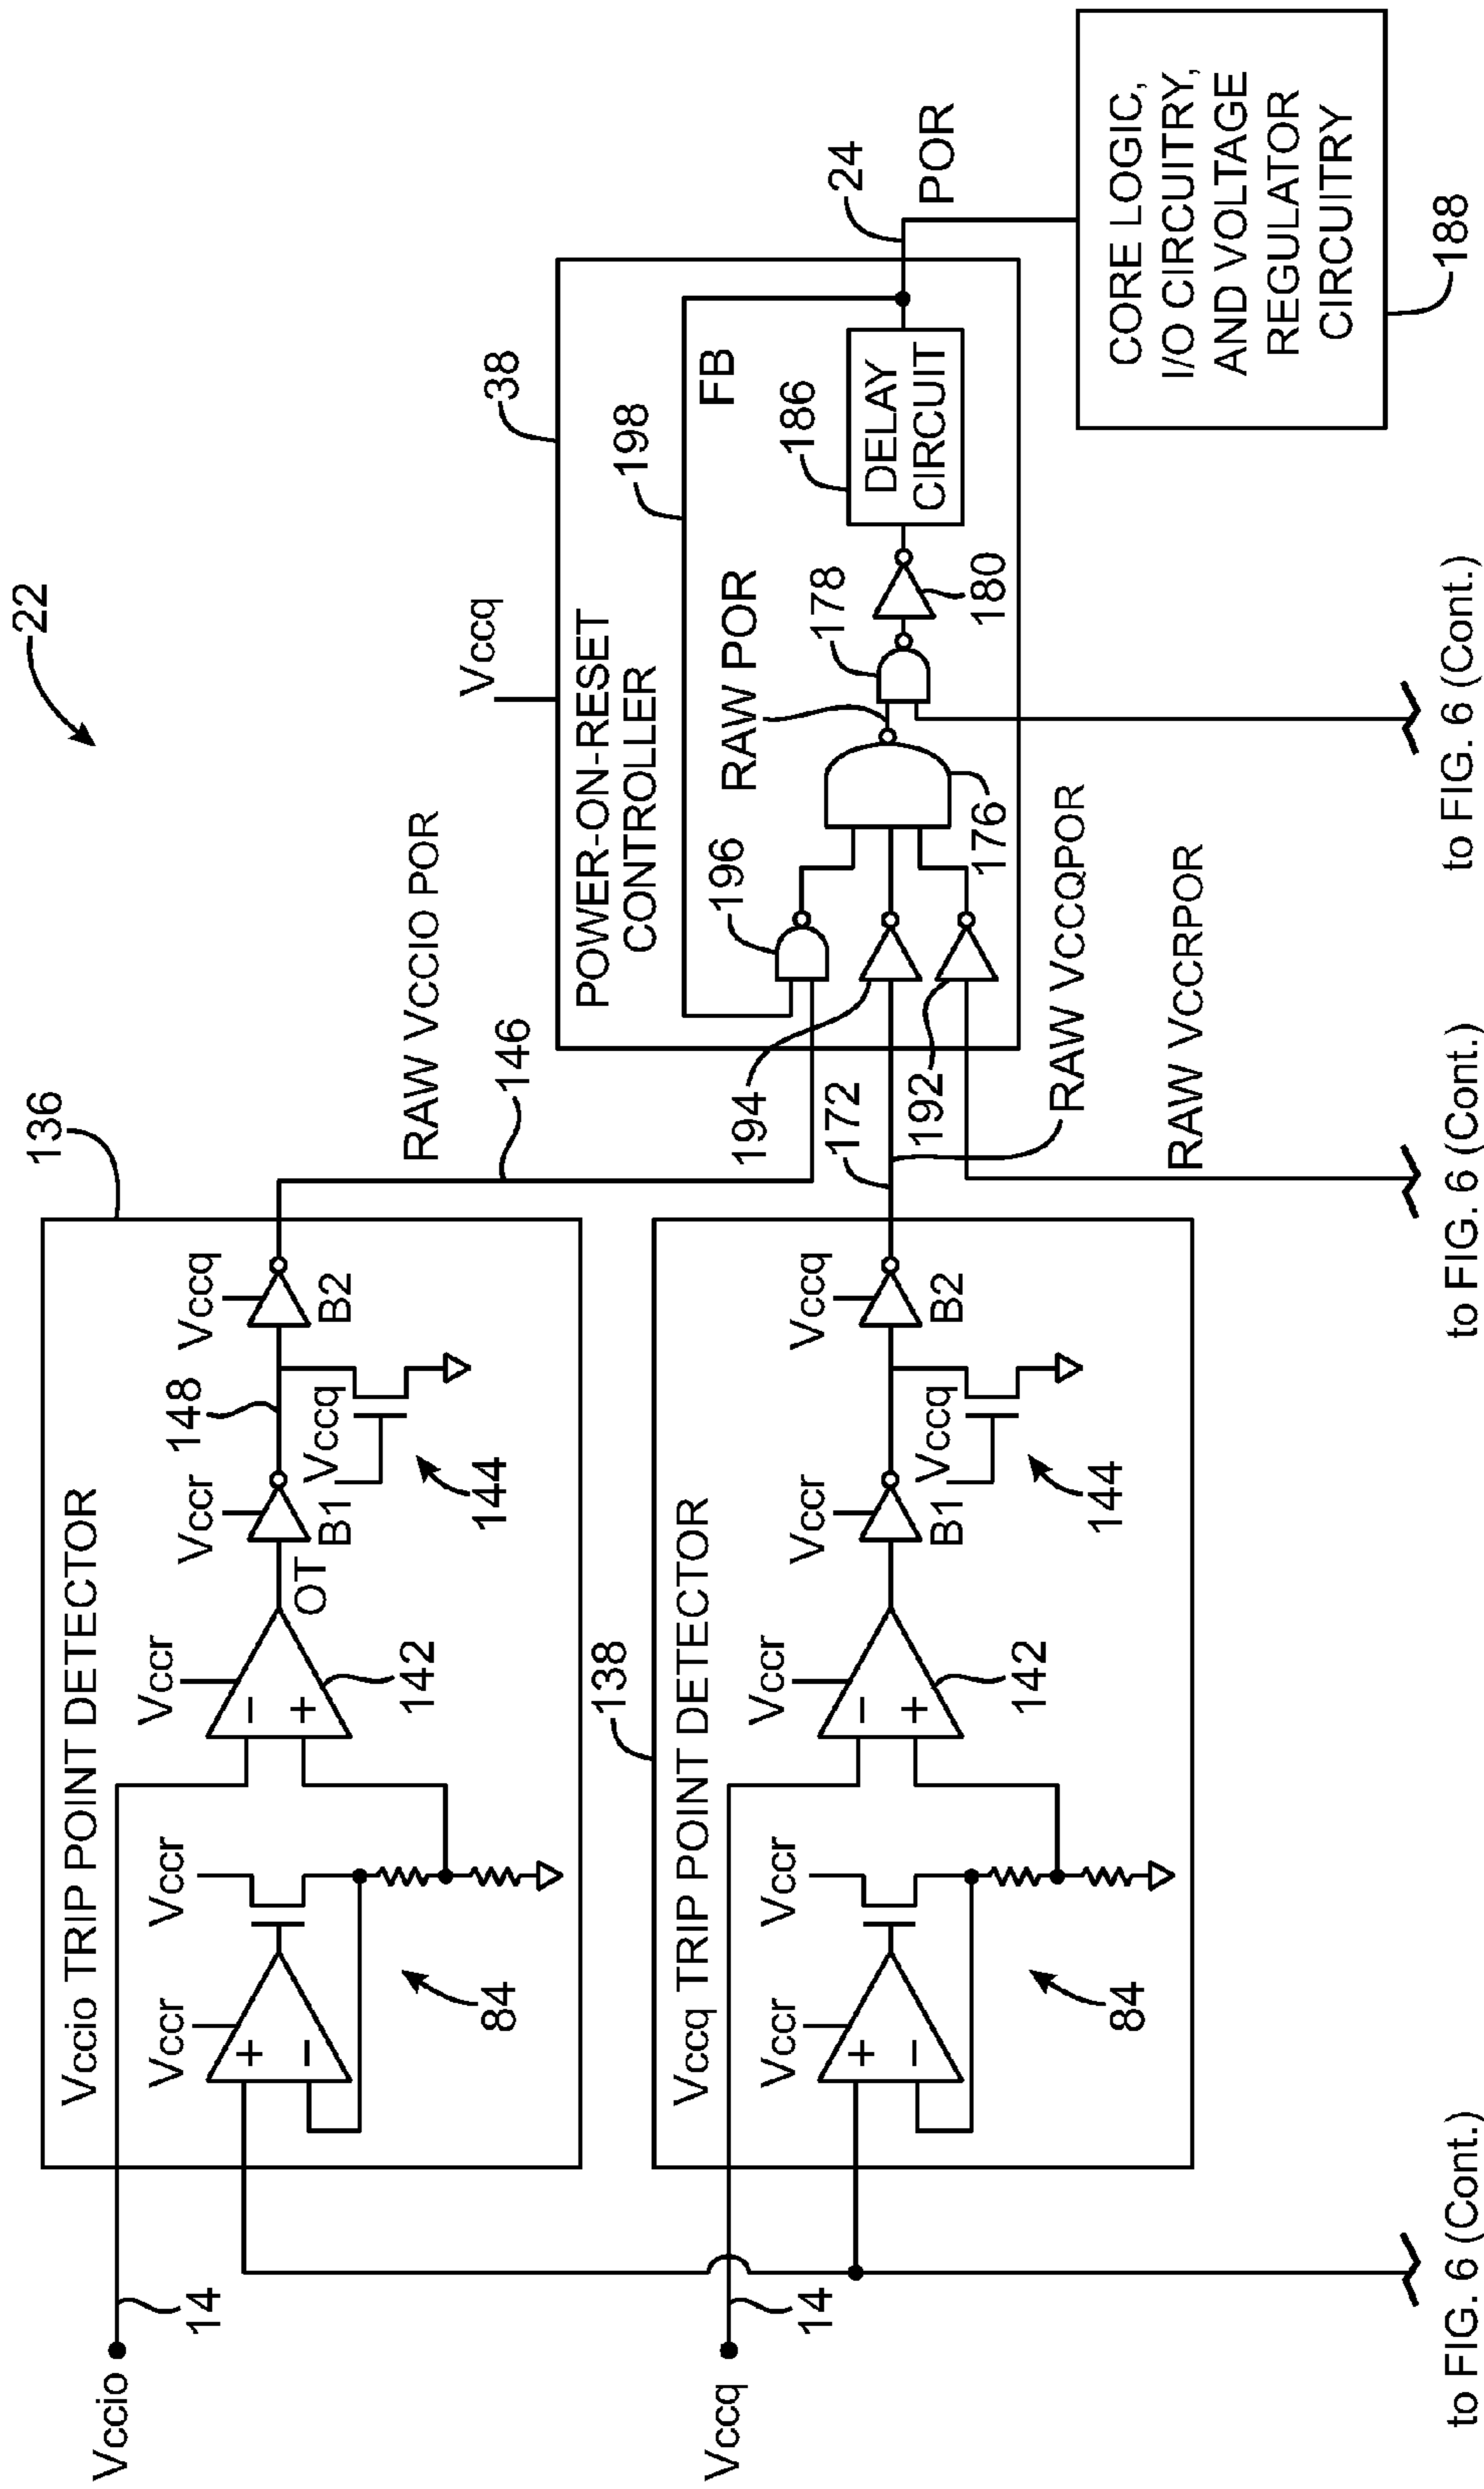 22
Vccio
14
136
Vccio TRIP POINT DETECTOR
Vccr
+
−
Vccr
84
Vccr
−
+
142
OT
Vccr
B1
148
Vccq
144
Vccq
B2
RAW VCCIO POR
146
Vccq
14
138
Vccq TRIP POINT DETECTOR
Vccr
+
−
Vccr
84
Vccr
−
+
142
Vccr
B1
Vccq
144
Vccq
B2
172
RAW VCCQPOR
RAW VCCRPOR
Vccq
38
POWER-ON-RESET
CONTROLLER
198
FB
196
194
192
176
RAW POR
178
180
186
DELAY
CIRCUIT
24
POR
CORE LOGIC,
I/O CIRCUITRY,
AND VOLTAGE
REGULATOR
CIRCUITRY
188
to FIG. 6 (Cont.)
to FIG. 6 (Cont.)
to FIG. 6 (Cont.)